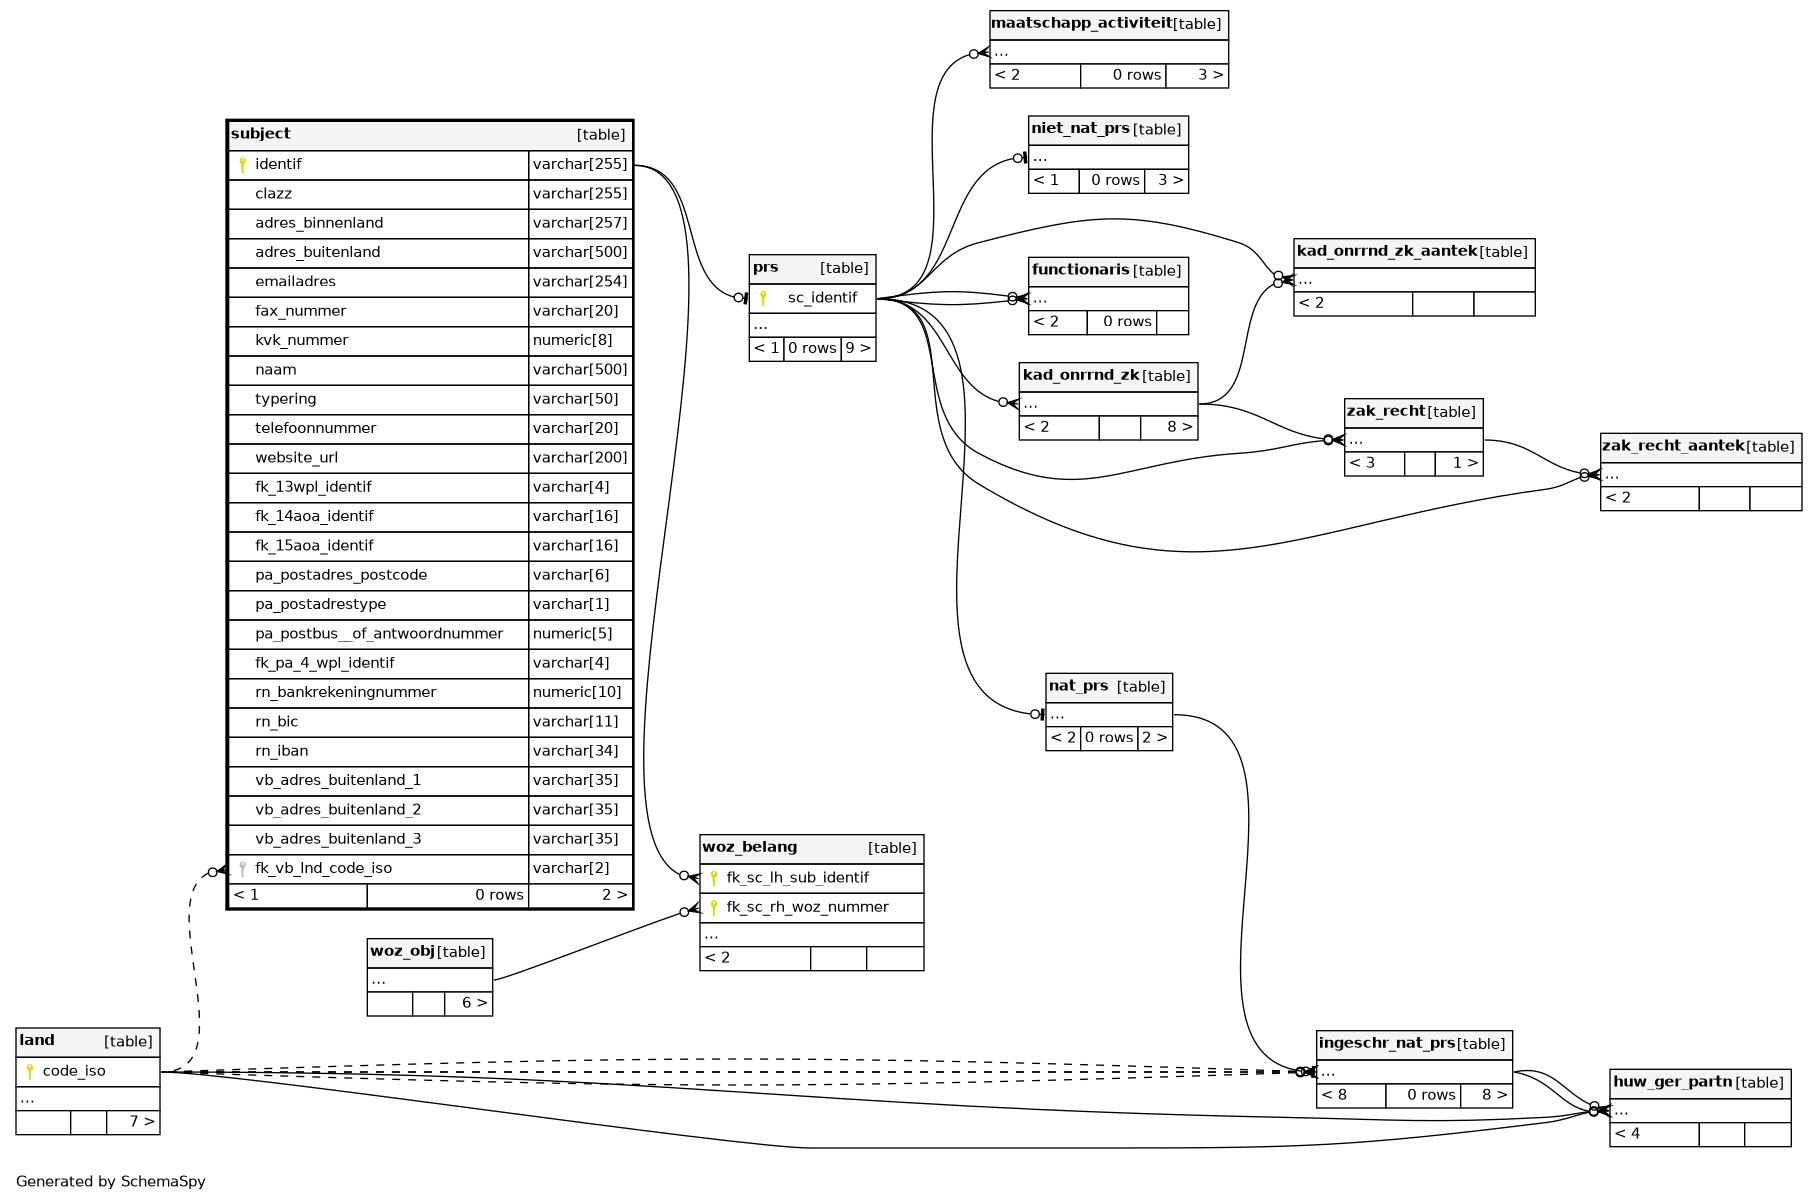 maatschapp_activiteit [table]
...
< 2 0 rows 3 >
niet_nat_prs [table]
...
< 1 0 rows 3 >
subject [table]
identif varchar[255]
clazz varchar[255]
adres_binnenland varchar[257]
adres_buitenland varchar[500]
emailadres varchar[254]
fax_nummer varchar[20]
kvk_nummer numeric[8]
naam varchar[500]
typering varchar[50]
telefoonnummer varchar[20]
website_url varchar[200]
fk_13wpl_identif varchar[4]
fk_14aoa_identif varchar[16]
fk_15aoa_identif varchar[16]
pa_postadres_postcode varchar[6]
pa_postadrestype varchar[1]
pa_postbus__of_antwoordnummer numeric[5]
fk_pa_4_wpl_identif varchar[4]
rn_bankrekeningnummer numeric[10]
rn_bic varchar[11]
rn_iban varchar[34]
vb_adres_buitenland_1 varchar[35]
vb_adres_buitenland_2 varchar[35]
vb_adres_buitenland_3 varchar[35]
fk_vb_lnd_code_iso varchar[2]
< 1 0 rows 2 >
prs [table]
sc_identif
...
< 1 0 rows 9 >
functionaris [table]
...
< 2 0 rows
kad_onrrnd_zk_aantek [table]
...
< 2
kad_onrrnd_zk [table]
...
< 2 8 >
zak_recht [table]
...
< 3 1 >
zak_recht_aantek [table]
...
< 2
nat_prs [table]
...
< 2 0 rows 2 >
woz_belang [table]
fk_sc_lh_sub_identif
fk_sc_rh_woz_nummer
...
< 2
woz_obj [table]
...
6 >
land [table]
code_iso
...
7 >
ingeschr_nat_prs [table]
...
< 8 0 rows 8 >
huw_ger_partn [table]
...
< 4
Generated by SchemaSpy